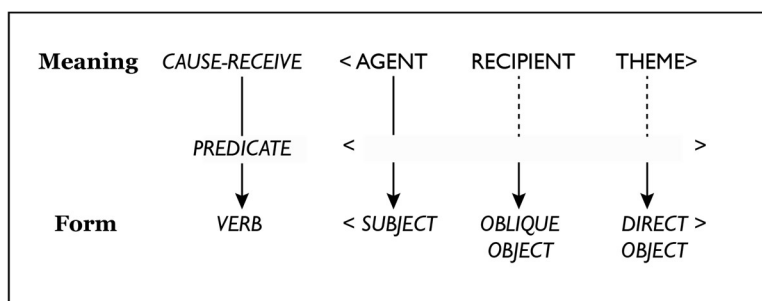 Meaning CAUSE-RECEIVE < AGENT RECIPIENT THEME>
PREDICATE < >
Form VERB < SUBJECT OBLIQUE DIRECT >
OBJECT OBJECT